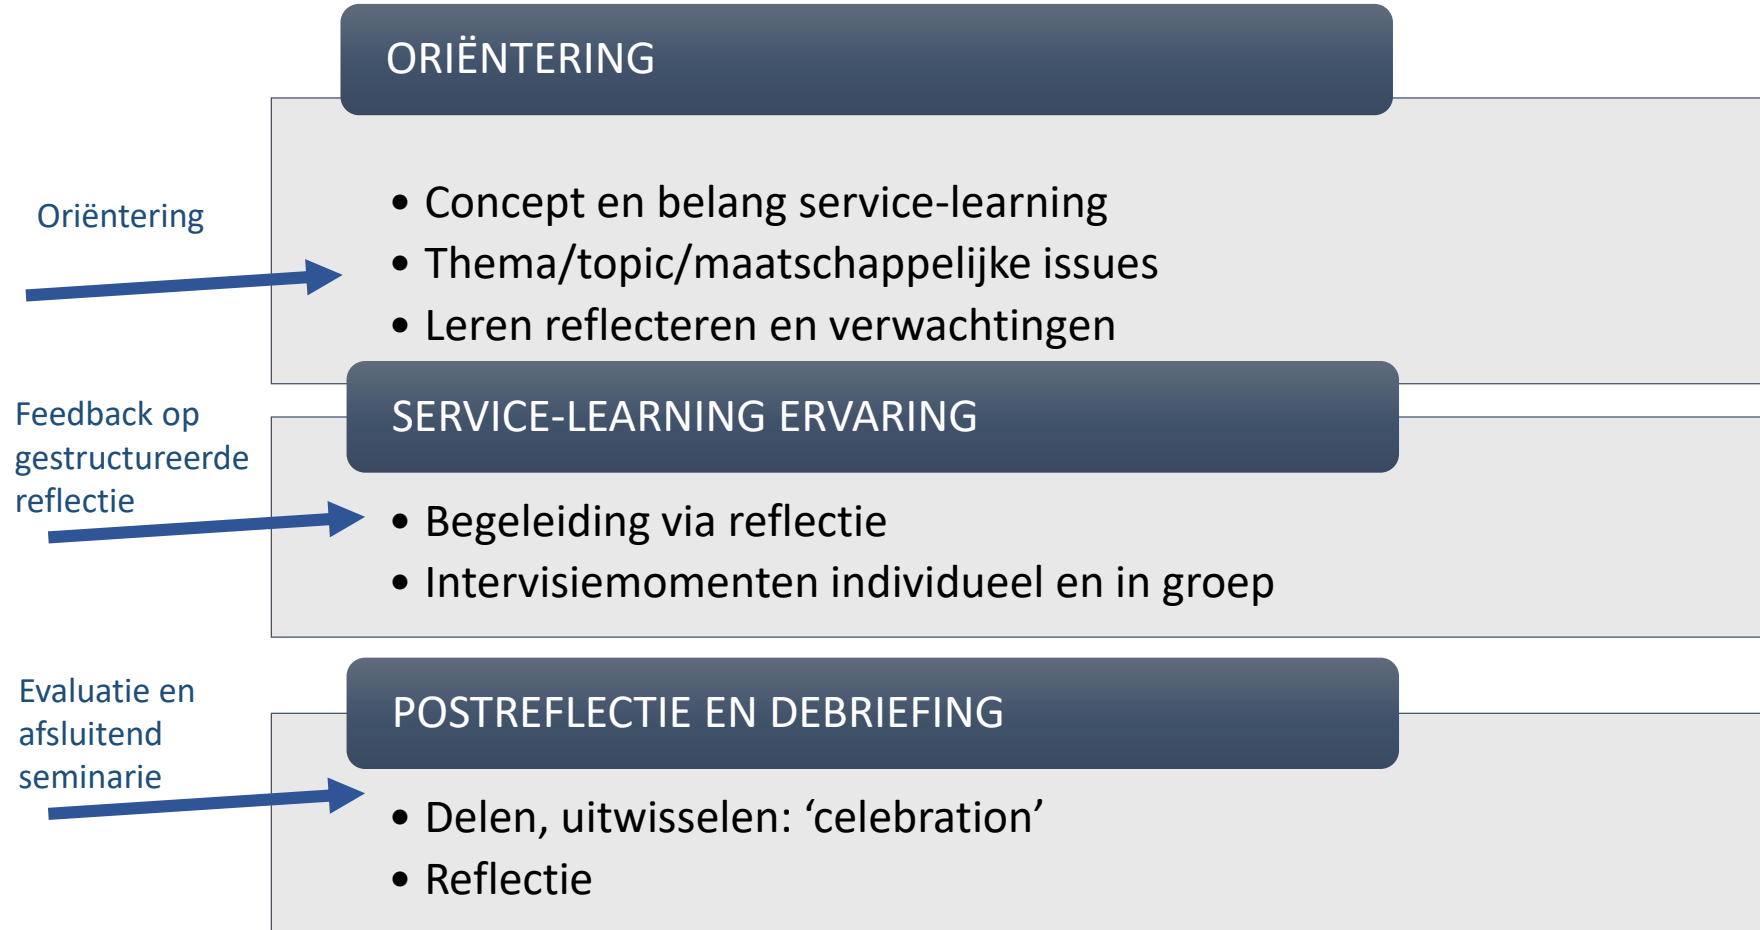 ORIËNTERING
Oriëntering
• Concept en belang service-learning
• Thema/topic/maatschappelijke issues
• Leren reflecteren en verwachtingen
Feedback op
gestructureerde
reflectie
SERVICE-LEARNING ERVARING
• Begeleiding via reflectie
• Intervisiemomenten individueel en in groep
Evaluatie en
afsluitend
seminarie
POSTREFLECTIE EN DEBRIEFING
• Delen, uitwisselen: ‘celebration’
• Reflectie